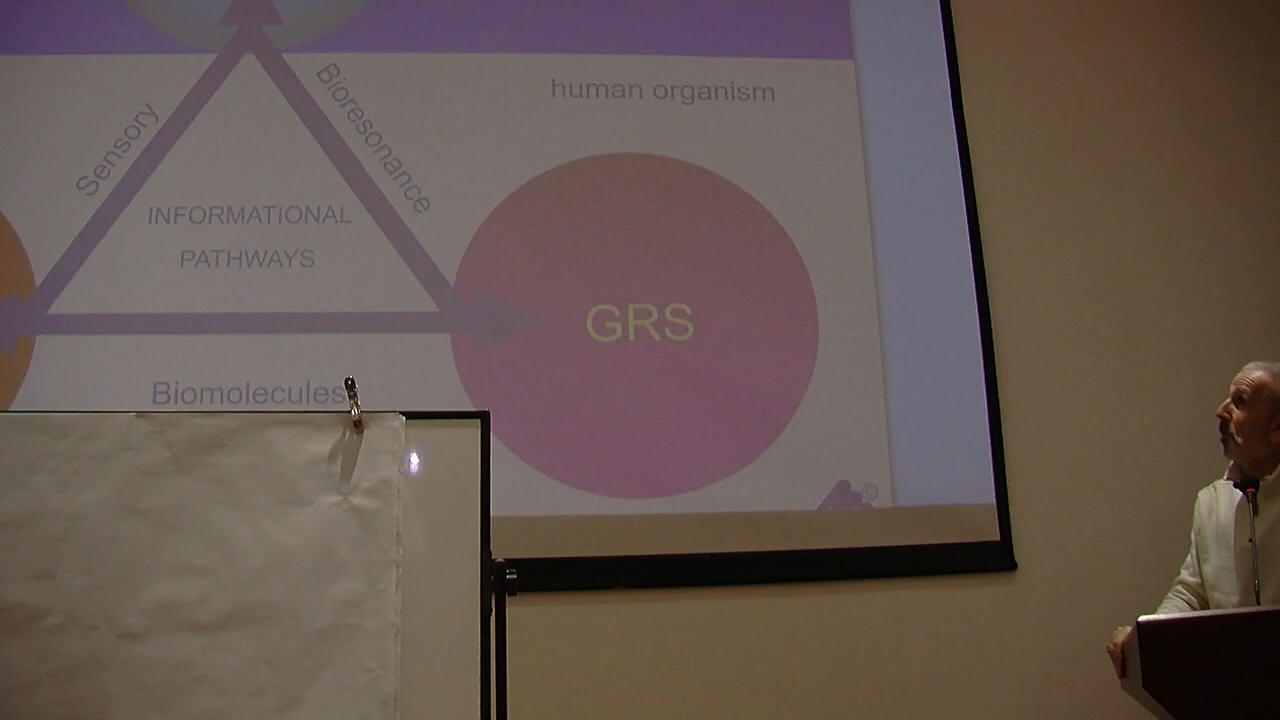 human organism
Sensory
Bioresonance
INFORMATIONAL
PATHWAYS
GRS
Biomolecules
©